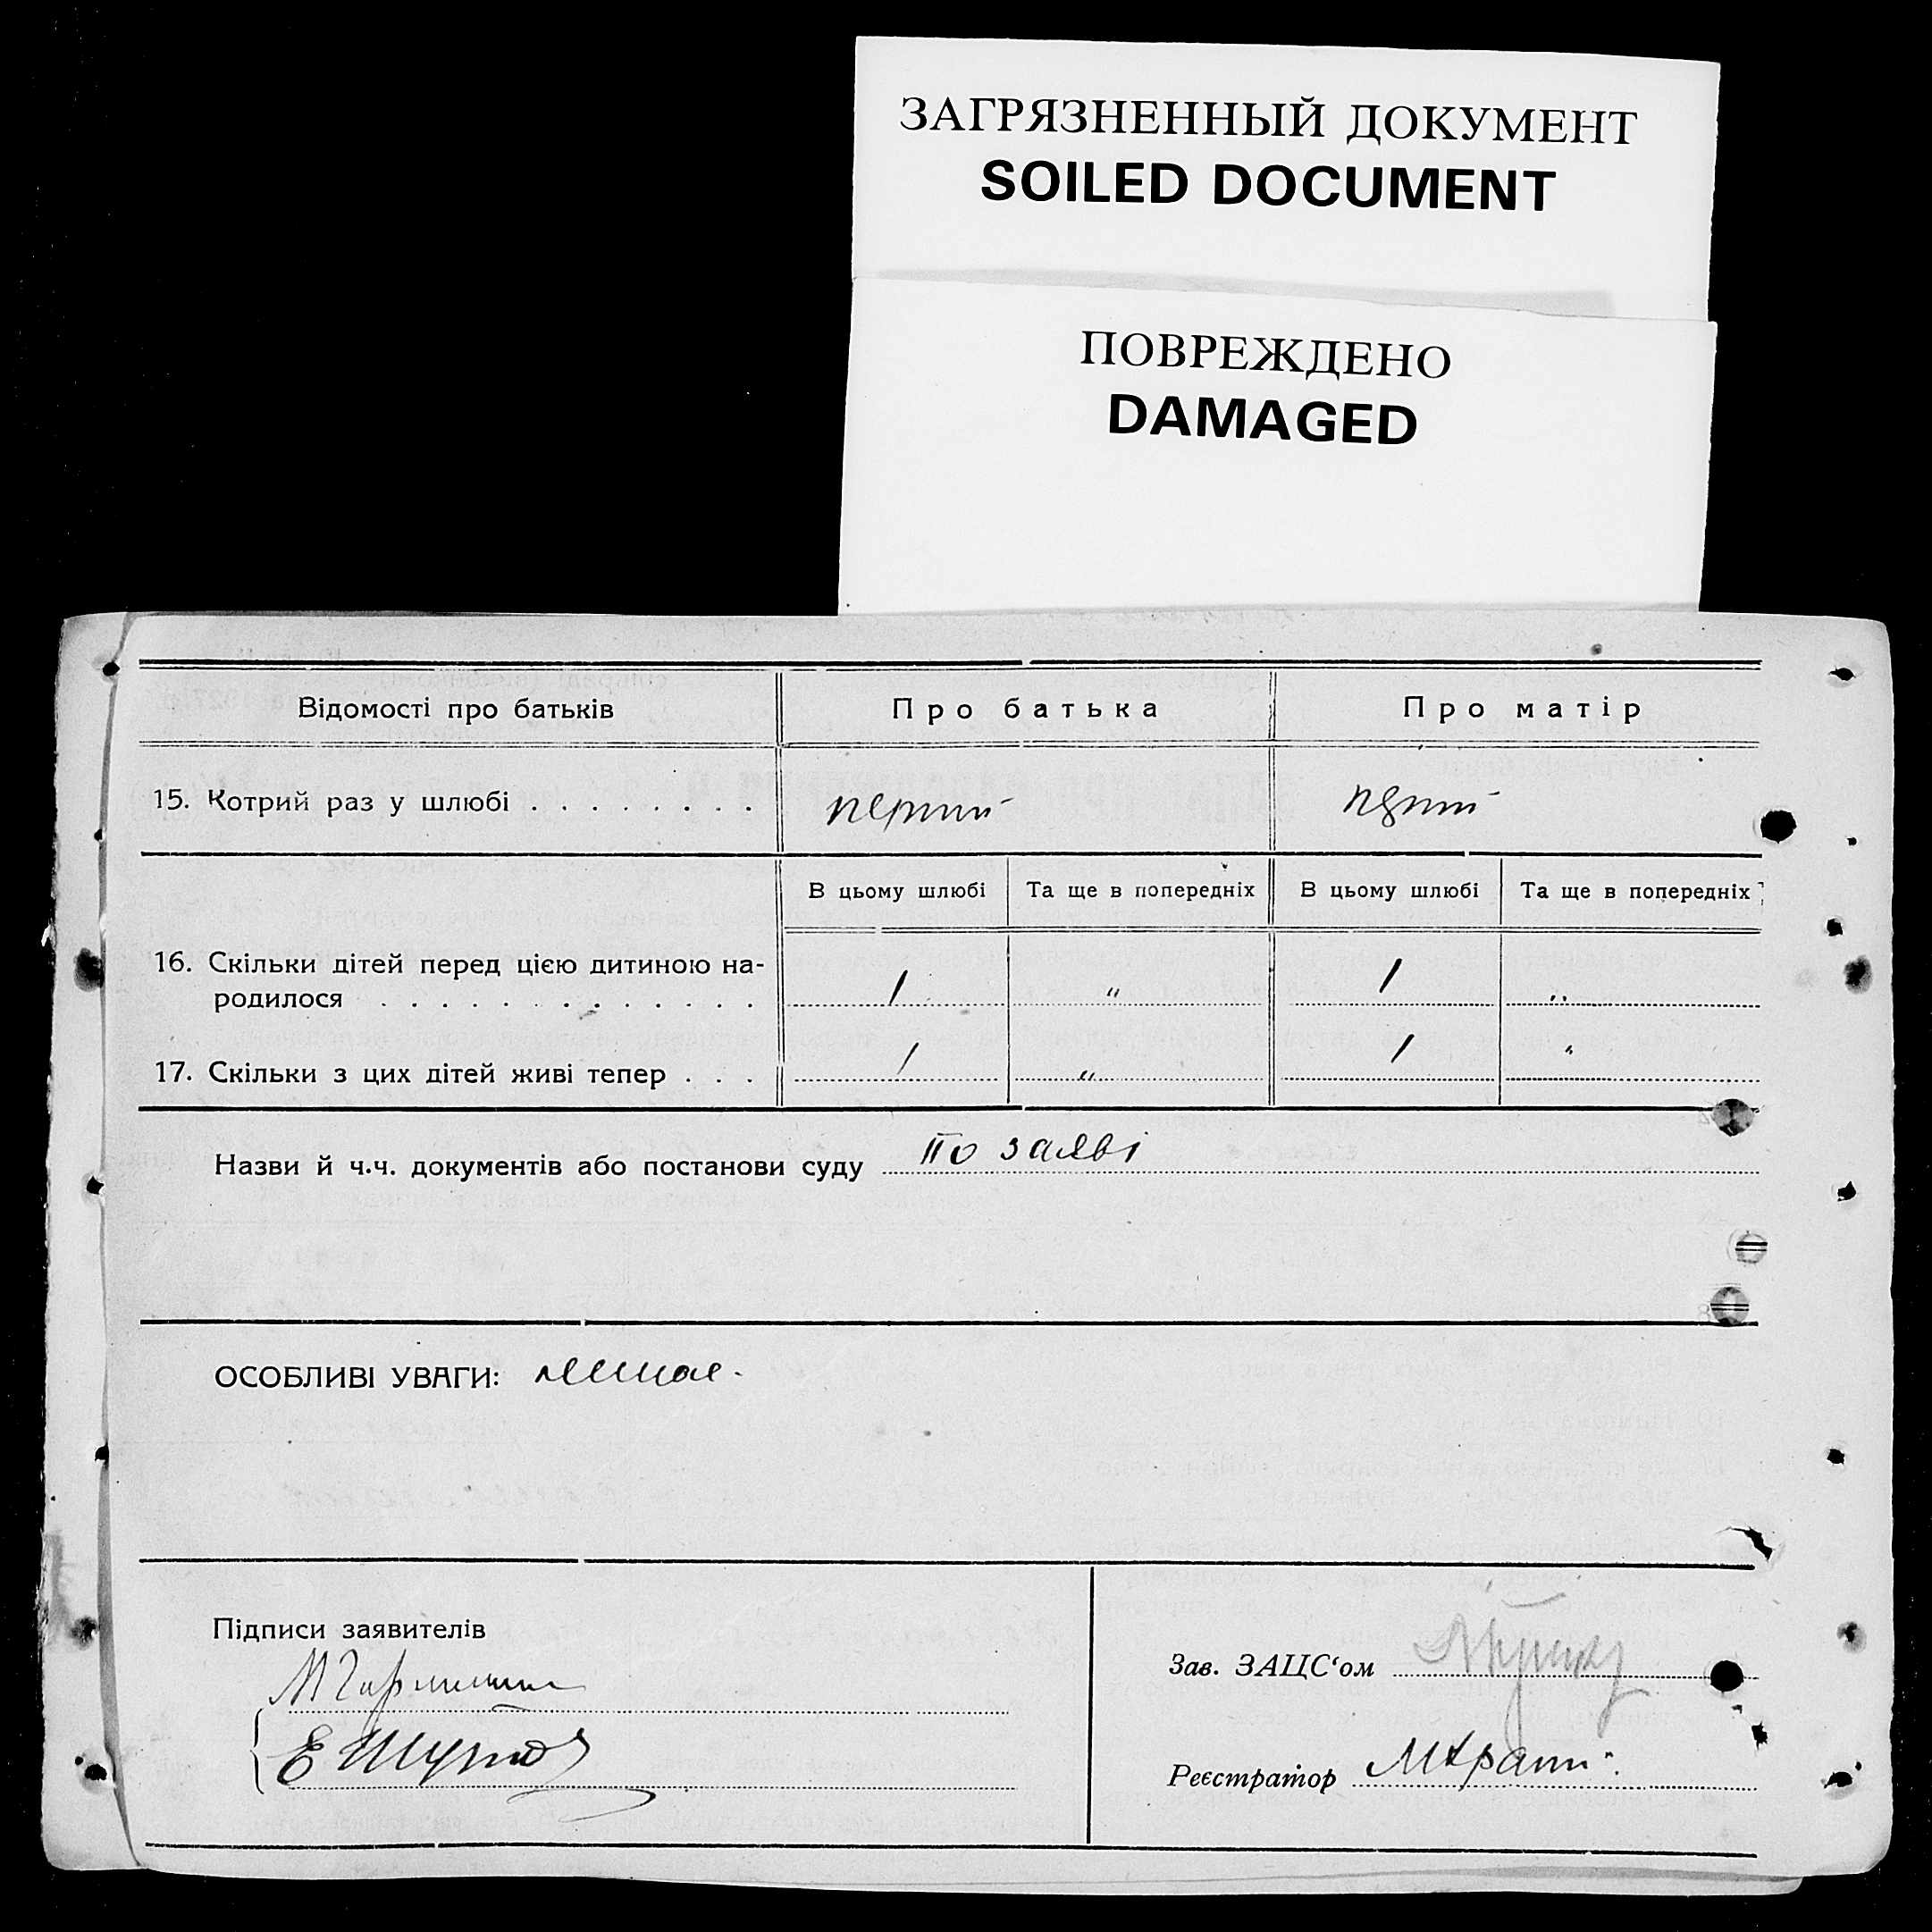 ЗАГРЯЗНЕННЫЙ ДОКУМЕНТ
SOILED DOCUMENT
ПОВРЕЖДЕНО
DAMAGED
Відомості про батьків Про батька Про матір
15. Котрий раз у шлюбі . . . . . . . . перший
В цьому шлюбі Та ще в попередніх В цьому шлюбі Та ще в попередніх
16. Скільки дітей перед цією дитиною на-
родилося . . . . . . . . . . . . . 1 „ 1 „
17. Скільки з цих дітей живі тепер . . . 1 „ 1 „
Назви й ч.ч. документів або постанови суду По заяві
ОСОБЛИВІ УВАГИ: немає.
Підписи заявителів
Зав. ЗАЦС‘ом
Реєстратор